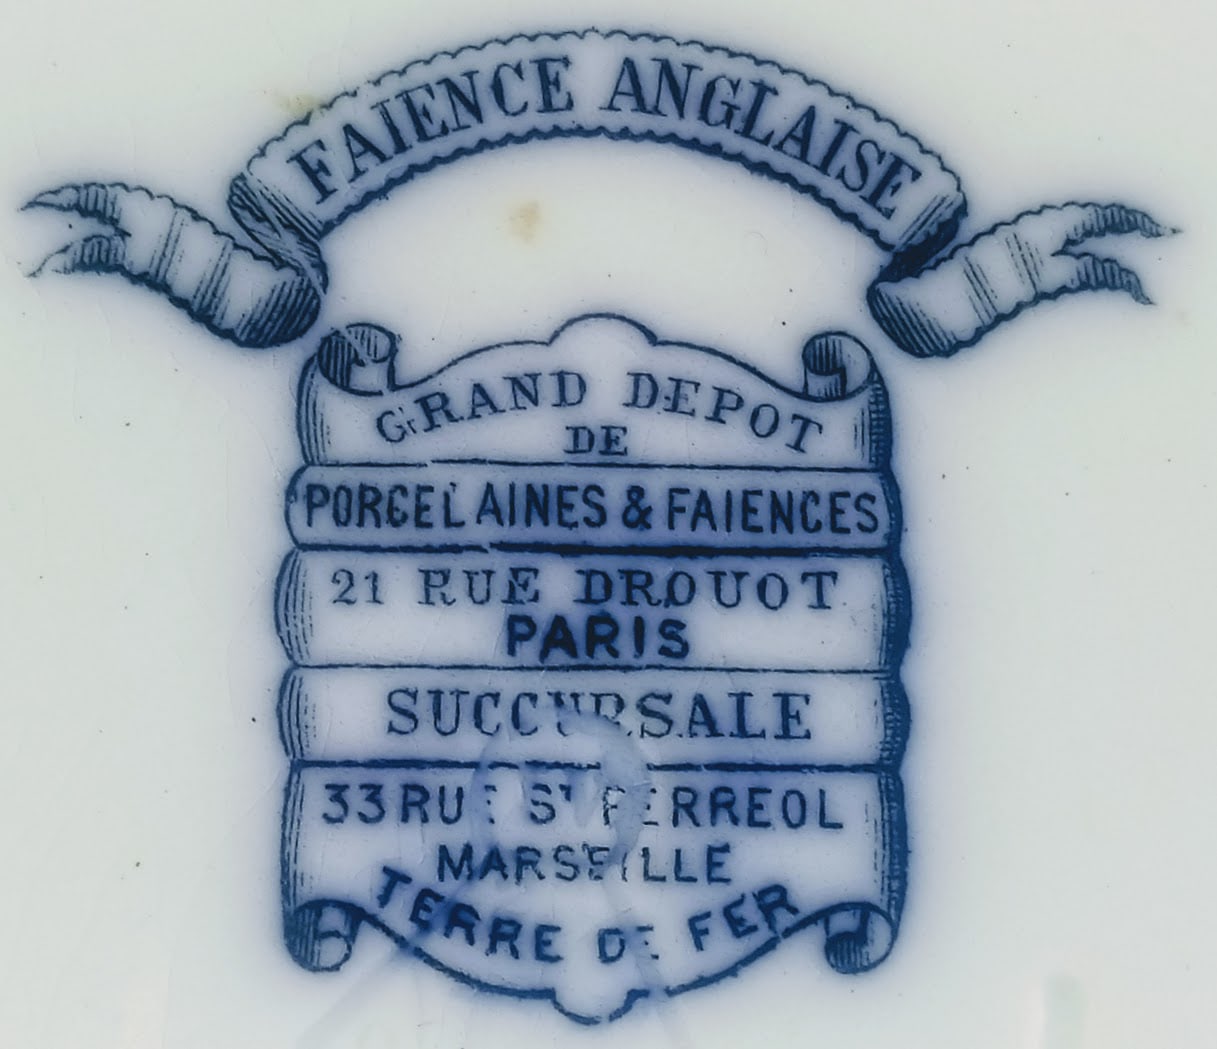 FAIENCE ANGLAISE
GRAND DEPOT
DE
PORCELAINES & FAIENCES
21 RUE DROUOT
PARIS
SUCCURSALE
33 RUE ST FERREOL
MARSEILLE
TERRE DE FER